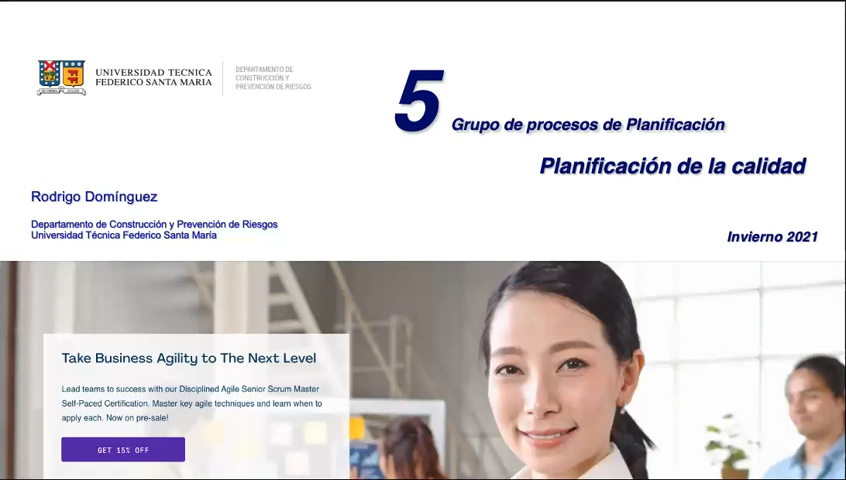 UNIVERSIDAD TECNICA
FEDERICO SANTA MARIA
DEPARTAMENTO DE
CONSTRUCCIÓN Y
PREVENCIÓN DE RIESGOS
5
Grupo de procesos de Planificación
Planificación de la calidad
Rodrigo Domínguez
Departamento de Construcción y Prevención de Riesgos
Universidad Técnica Federico Santa María
Invierno 2021
Take Business Agility to The Next Level
Lead teams to success with our Disciplined Agile Senior Scrum Master
Self-Paced Certification. Master key agile techniques and learn when to
apply each. Now on pre-sale!
GET 15% OFF